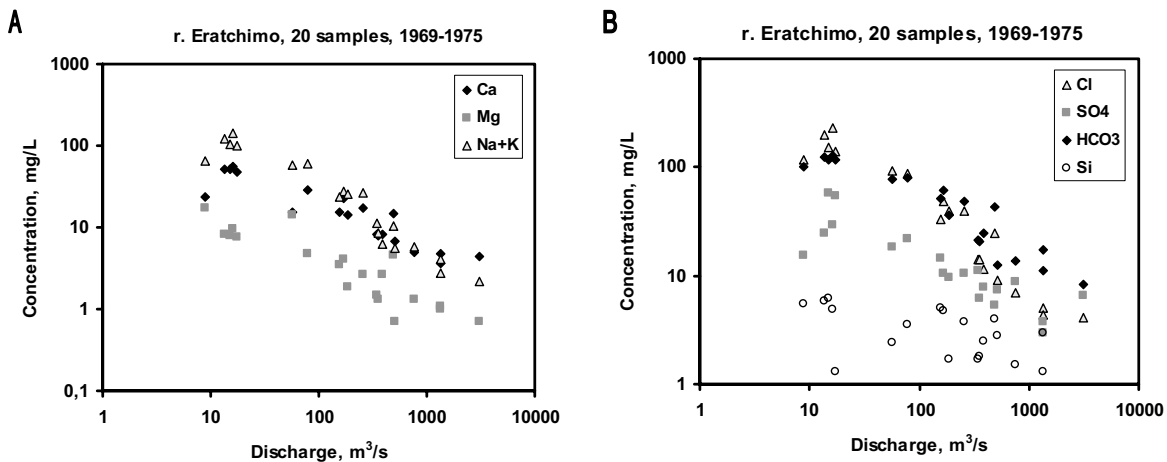 A
r. Eratchimo, 20 samples, 1969-1975
Concentration, mg/L
1000
100
10
1
0,1
Ca
Mg
Na+K
1 10 100 1000 10000
Discharge, m³/s
B
r. Eratchimo, 20 samples, 1969-1975
Concentration, mg/L
1000
100
10
1
Cl
SO4
HCO3
Si
1 10 100 1000 10000
Discharge, m³/s